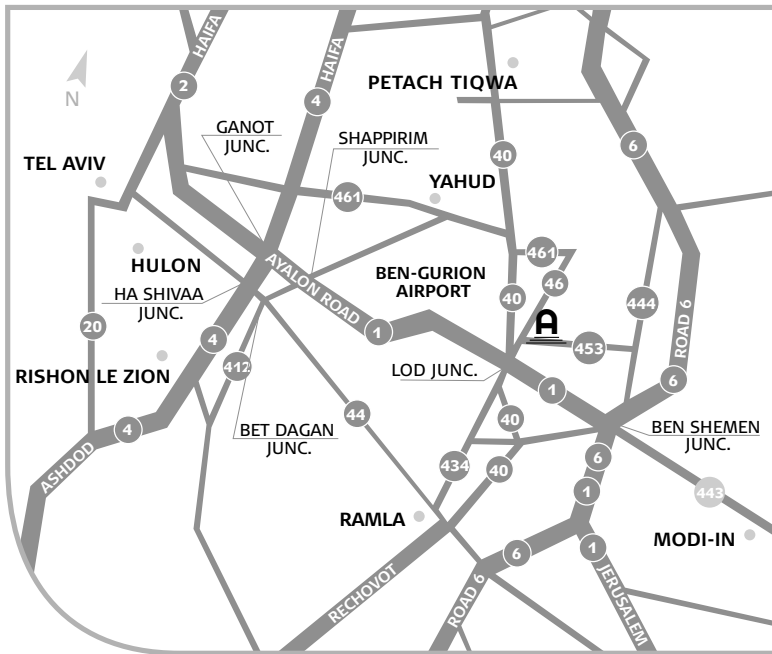 HAIFA
HAIFA
2
4
6
N
PETACH TIQWA
GANOT
JUNC.
SHAPPIRIM
JUNC.
40
TEL AVIV
461
YAHUD
HULON
AYALON ROAD
BEN-GURION
AIRPORT
461
46
HA SHIVAA
JUNC.
40
444
20
4
1
A
453
ROAD 6
RISHON LE ZION
412
LOD JUNC.
1
6
44
40
BET DAGAN
JUNC.
BEN SHEMEN
JUNC.
4
ASHDOD
434
40
6
1
443
RAMLA
MODI-IN
6
1
RECHOVOT
ROAD 6
JERUSALEM